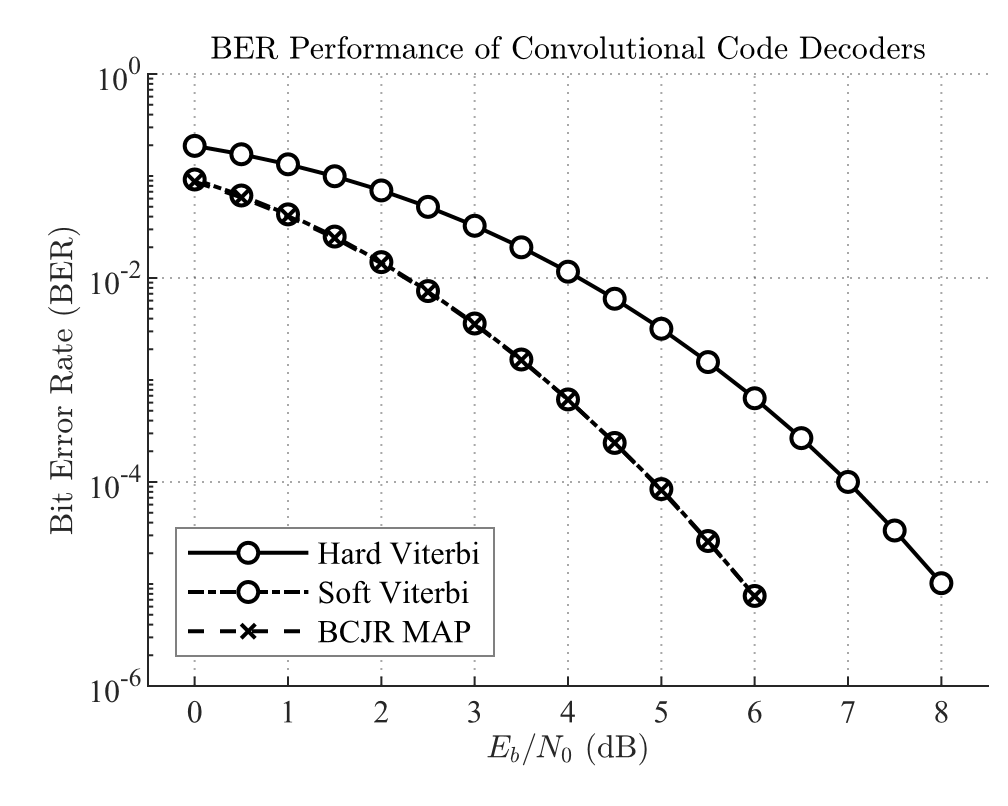 BER Performance of Convolutional Code Decoders
Bit Error Rate (BER)
10^0
10^-2
10^-4
10^-6
Hard Viterbi
Soft Viterbi
BCJR MAP
0 1 2 3 4 5 6 7 8
E_b/N_0 (dB)